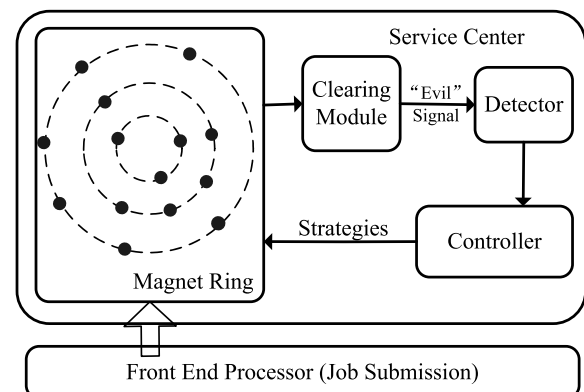 Service Center
Clearing
Module
“Evil”
Signal
Detector
Strategies
Controller
Magnet Ring
Front End Processor (Job Submission)